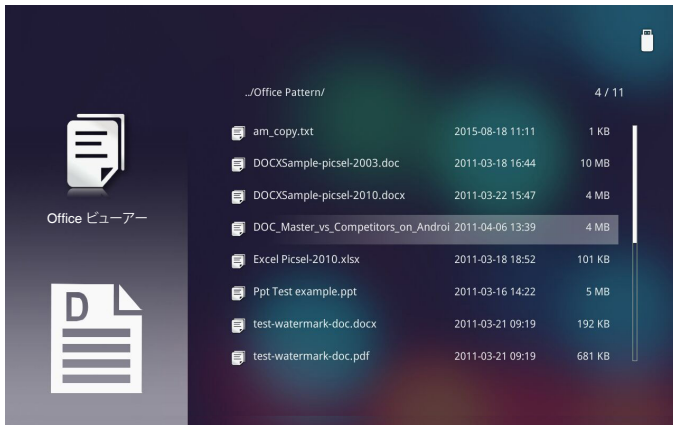 ../Office Pattern/ 4 / 11
am_copy.txt 2015-08-18 11:11 1 KB
DOCXSample-picsel-2003.doc 2011-03-18 16:44 10 MB
DOCXSample-picsel-2010.docx 2011-03-22 15:47 4 MB
Office ビューアー
DOC_Master_vs_Competitors_on_Androi 2011-04-06 13:39 4 MB
Excel Picsel-2010.xlsx 2011-03-18 18:52 101 KB
Ppt Test example.ppt 2011-03-16 14:22 5 MB
D
test-watermark-doc.docx 2011-03-21 09:19 192 KB
test-watermark-doc.pdf 2011-03-21 09:19 681 KB